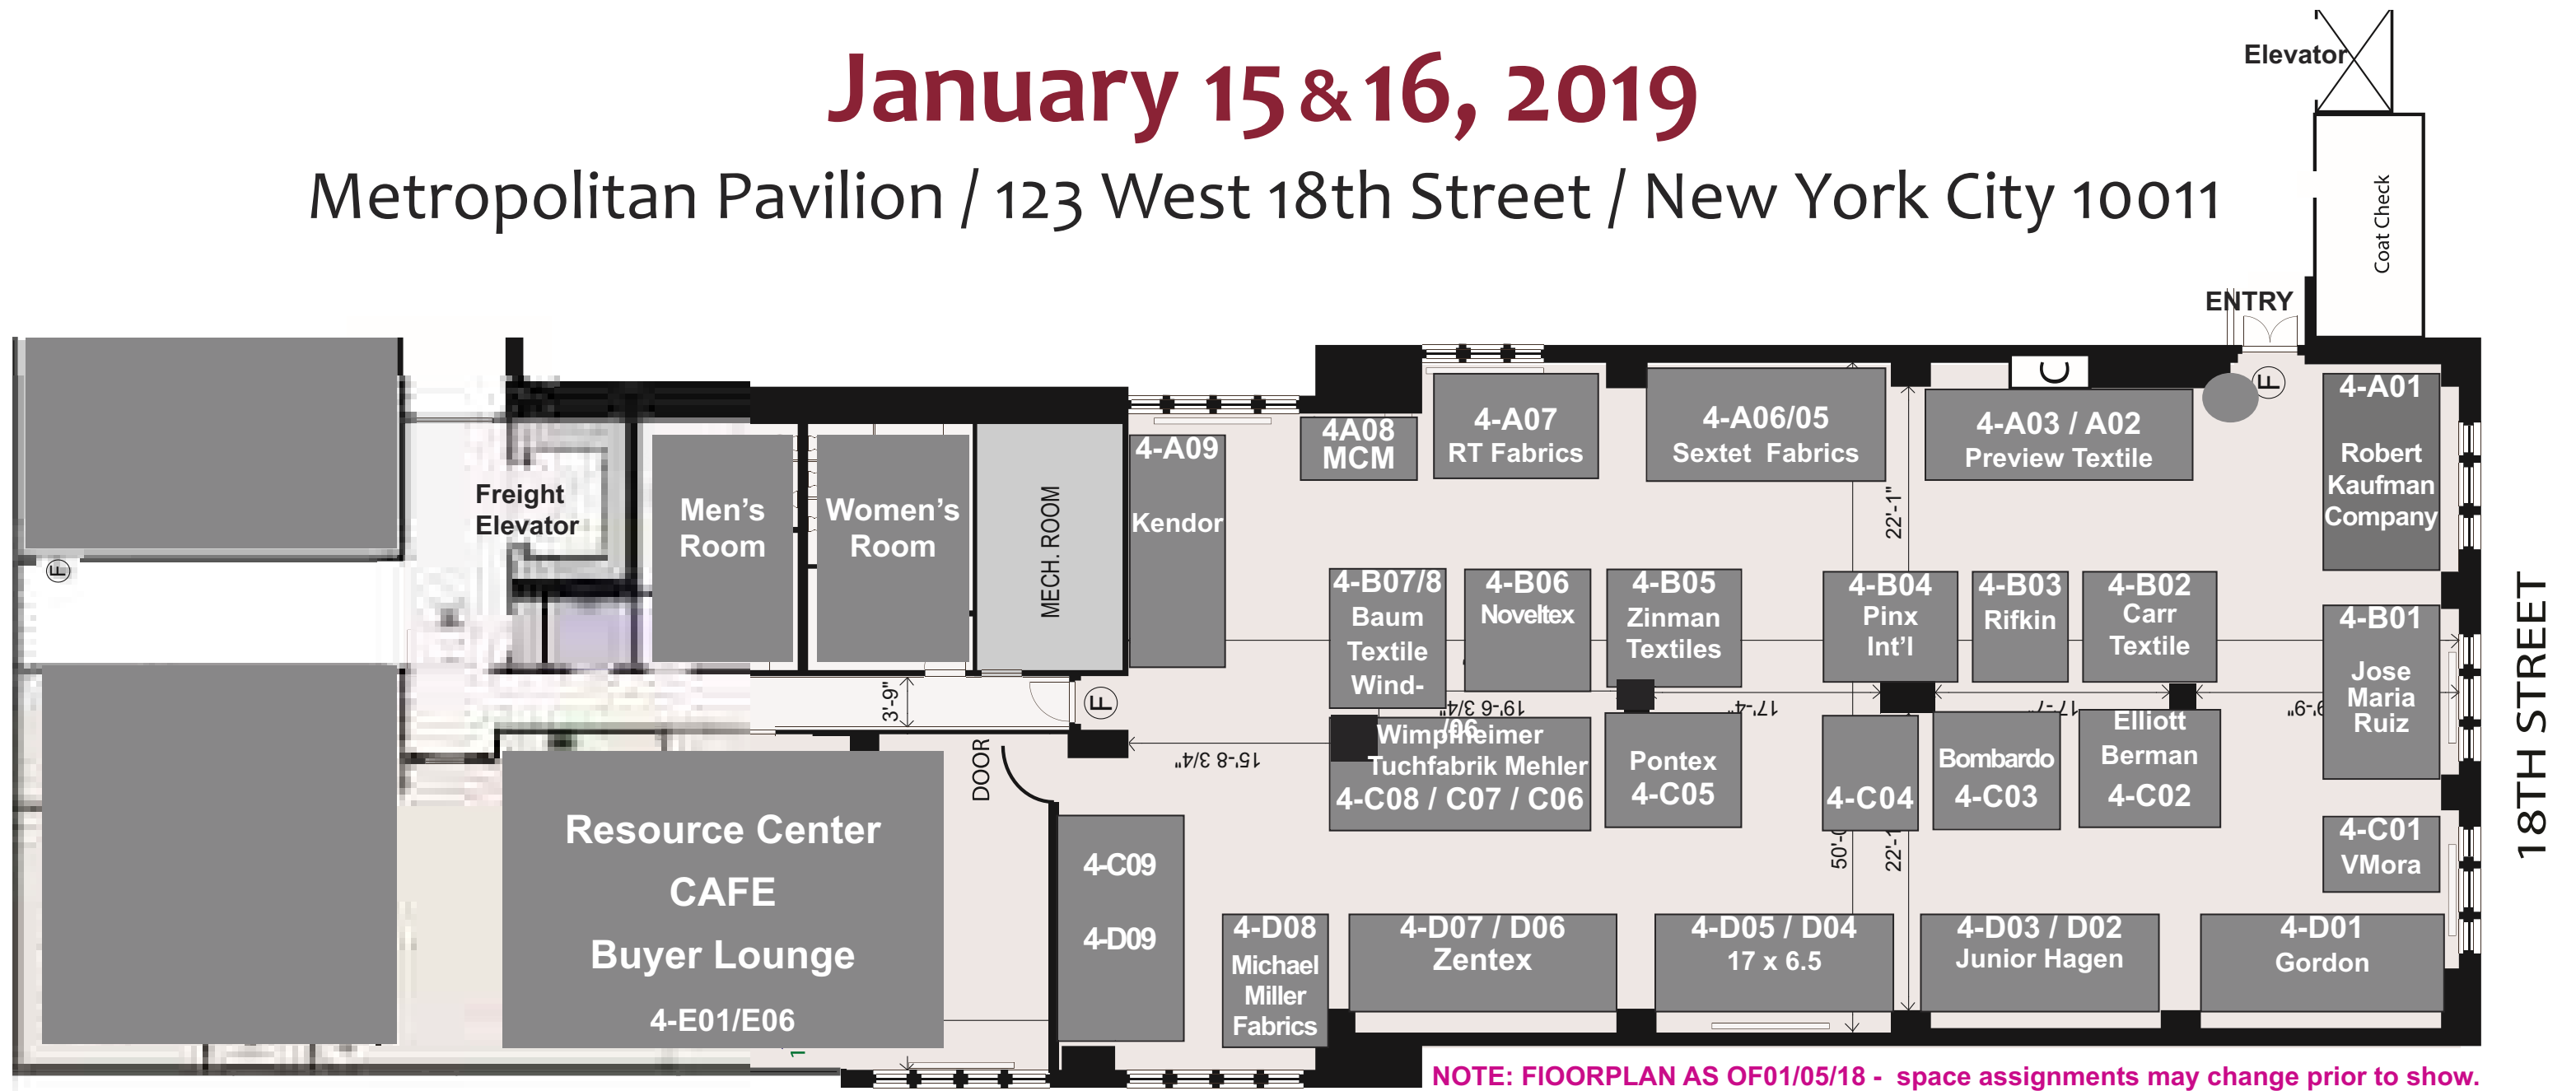 January 15 & 16, 2019
Metropolitan Pavilion / 123 West 18th Street / New York City 10011
Elevator
Coat Check
ENTRY
18TH STREET
F
C
F
F
Freight
Elevator
Men's
Room
Women's
Room
MECH. ROOM
3'-9"
DOOR
Resource Center
CAFE
Buyer Lounge
4-E01/E06
4-A09
Kendor
4A08
MCM
4-A07
RT Fabrics
4-A06/05
Sextet Fabrics
4-A03 / A02
Preview Textile
4-A01
Robert
Kaufman
Company
22'-1"
4-B07/8
Baum
Textile
Wind-
4-B06
Noveltex
4-B05
Zinman
Textiles
4-B04
Pinx
Int'l
4-B03
Rifkin
4-B02
Carr
Textile
4-B01
Jose
Maria
Ruiz
19'-6 3/4"
17'-4"
17'-7"
9'-9"
15'-8 3/4"
/06
Wimpfheimer
Tuchfabrik Mehler
4-C08 / C07 / C06
Pontex
4-C05
4-C04
Bombardo
4-C03
Elliott
Berman
4-C02
4-C01
VMora
50'-0
22'-1
4-C09
4-D09
4-D08
Michael
Miller
Fabrics
4-D07 / D06
Zentex
4-D05 / D04
17 x 6.5
4-D03 / D02
Junior Hagen
4-D01
Gordon
1
NOTE: FlOORPLAN AS OF01/05/18 - space assignments may change prior to show.